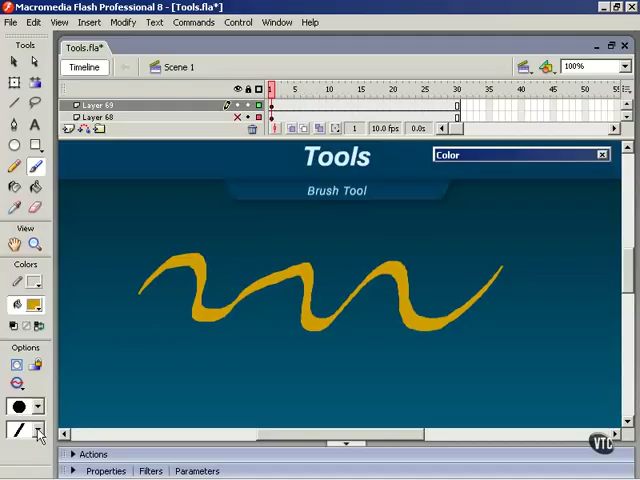 Macromedia Flash Professional 8 - [Tools.fla*]
File Edit View Insert Modify Text Commands Control Window Help
Tools
Tools.fla*
Timeline
Scene 1
100%
1 5 10 15 20 25 30 35 40 45 50 55
Layer 69
Layer 68
1 10.0 fps 0.0s
Tools
Color
Brush Tool
View
Colors
Options
VTC
Actions
Properties Filters Parameters